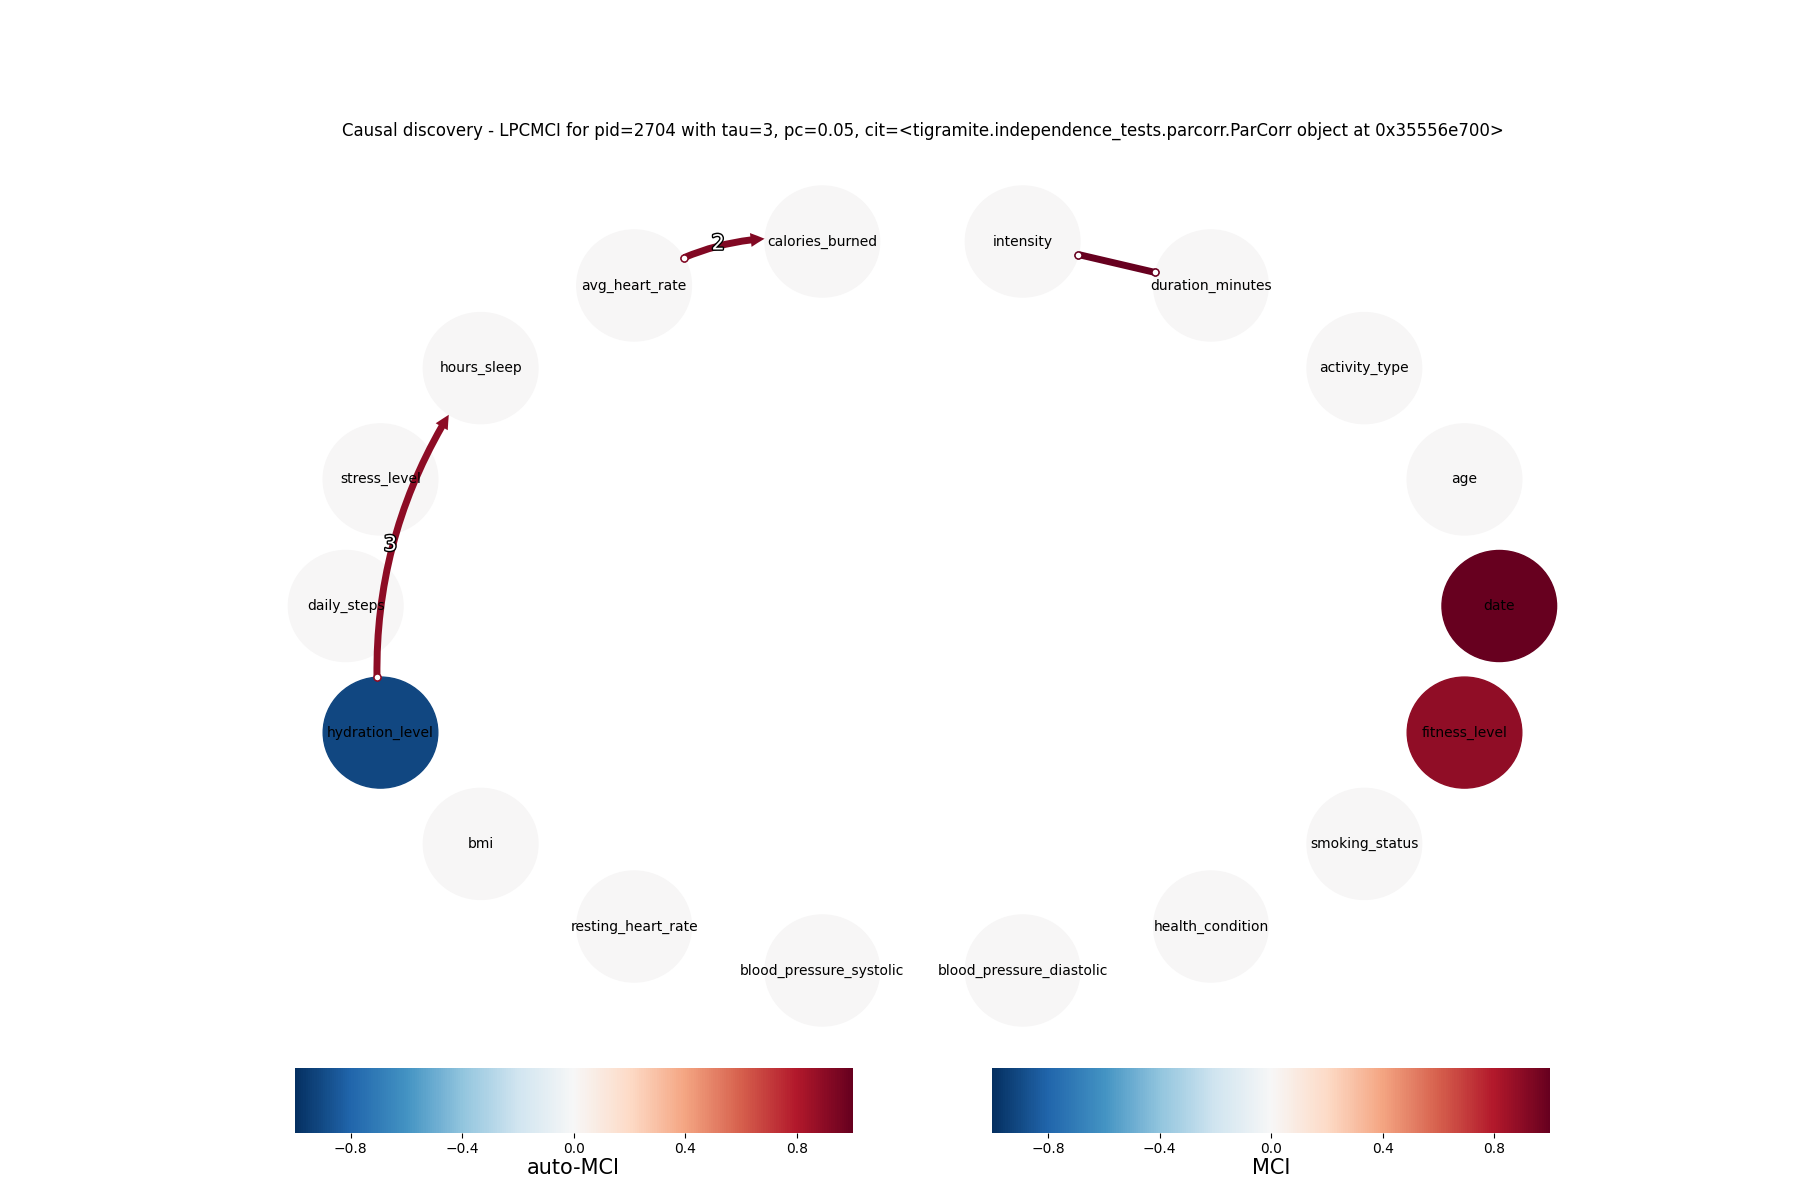 Causal discovery - LPCMCI for pid=2704 with tau=3, pc=0.05, cit=<tigramite.independence_tests.parcorr.ParCorr object at 0x35556e700>
calories_burned
intensity
2
avg_heart_rate
duration_minutes
hours_sleep
activity_type
stress_level
age
3
daily_steps
date
hydration_level
fitness_level
bmi
smoking_status
resting_heart_rate
health_condition
blood_pressure_systolic
blood_pressure_diastolic
−0.8 −0.4 0.0 0.4 0.8
auto-MCI
−0.8 −0.4 0.0 0.4 0.8
MCI